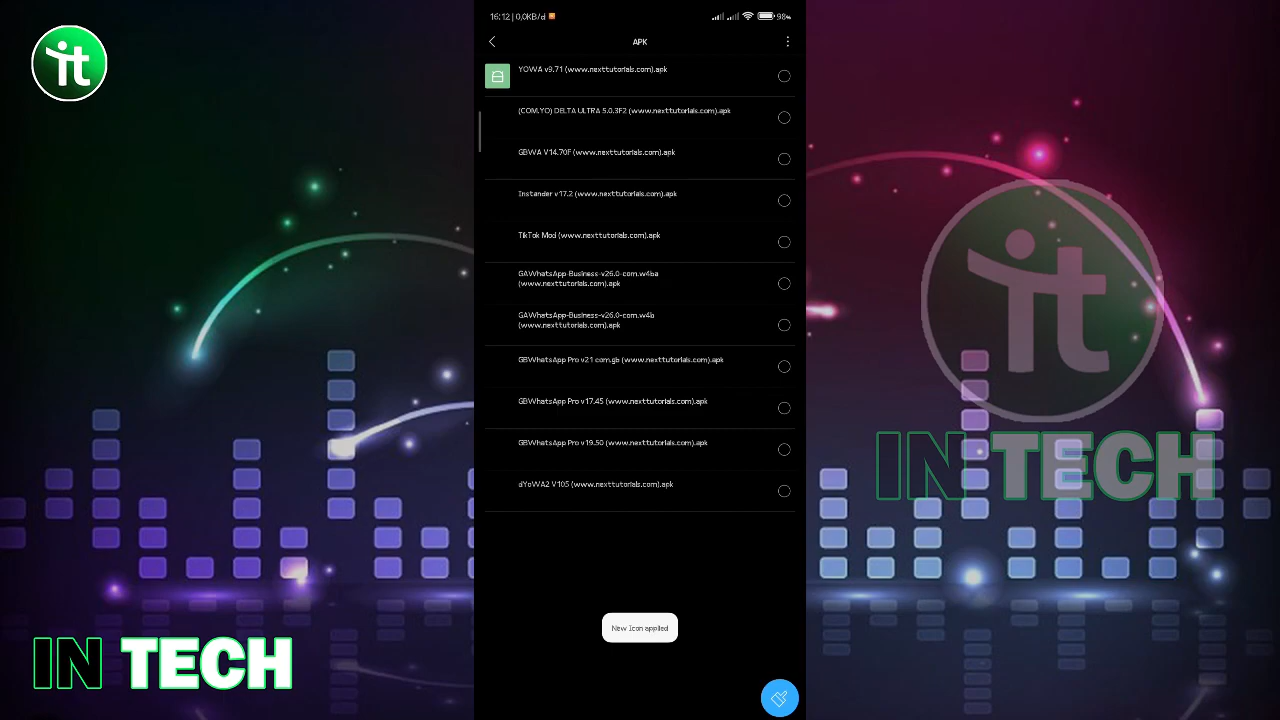 it
16:12 | 0,0KB/d
98%
APK
YOWA v9.71 (www.nexttutorials.com).apk
(COM.YO) DELTA ULTRA 5.0.3F2 (www.nexttutorials.com).apk
GBWA V14.70F (www.nexttutorials.com).apk
Instander v17.2 (www.nexttutorials.com).apk
TikTok Mod (www.nexttutorials.com).apk
GAWhatsApp-Business-v26.0-com.w4ba
(www.nexttutorials.com).apk
GAWhatsApp-Business-v26.0-com.w4b
(www.nexttutorials.com).apk
GBWhatsApp Pro v21 com.gb (www.nexttutorials.com).apk
GBWhatsApp Pro v17.45 (www.nexttutorials.com).apk
GBWhatsApp Pro v19.50 (www.nexttutorials.com).apk
dYoWA2 V10.5 (www.nexttutorials.com).apk
New Icon applied
it
IN TECH
IN TECH